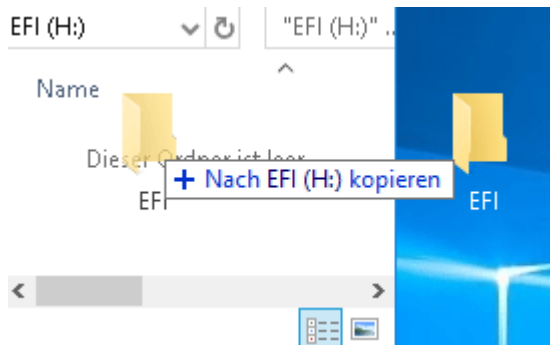 EFI (H:)
"EFI (H:)" ..
Name
Dieser Ordner ist leer.
+ Nach EFI (H:) kopieren
EFI
EFI